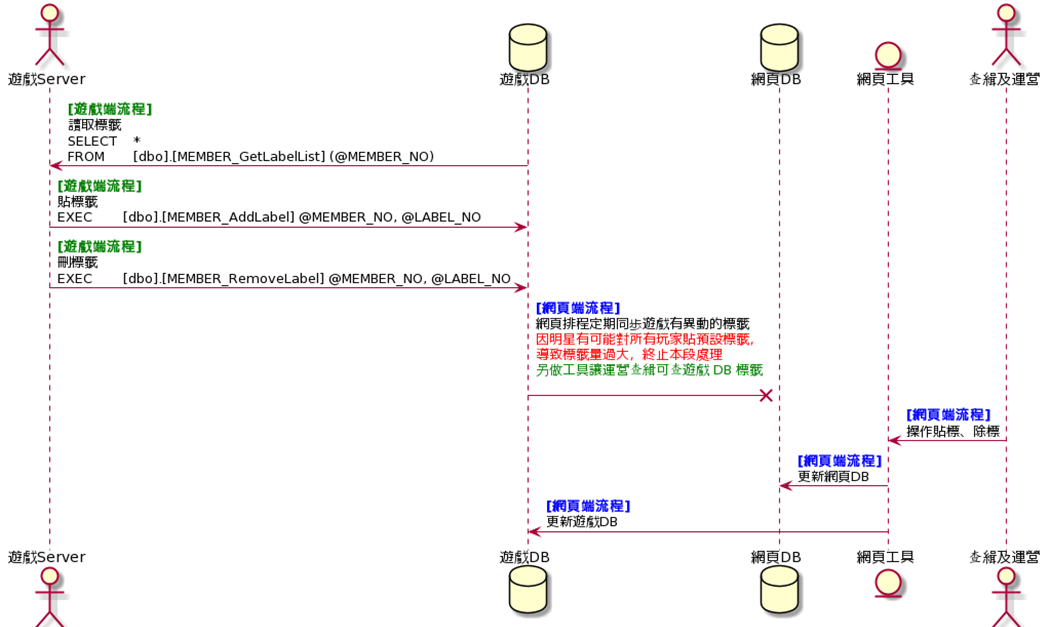 遊戲Server
遊戲DB
網頁DB
網頁工具
查緝及運營
[遊戲端流程]
讀取標籤
SELECT *
FROM [dbo].[MEMBER_GetLabelList] (@MEMBER_NO)
[遊戲端流程]
貼標籤
EXEC [dbo].[MEMBER_AddLabel] @MEMBER_NO, @LABEL_NO
[遊戲端流程]
刪標籤
EXEC [dbo].[MEMBER_RemoveLabel] @MEMBER_NO, @LABEL_NO
[網頁端流程]
網頁排程定期同步遊戲有異動的標籤
因明星有可能對所有玩家貼預設標籤,
導致標籤量過大，終止本段處理
另做工具讓運營查緝可查遊戲 DB 標籤
[網頁端流程]
操作貼標、除標
[網頁端流程]
更新網頁DB
[網頁端流程]
更新遊戲DB
遊戲Server
遊戲DB
網頁DB
網頁工具
查緝及運營